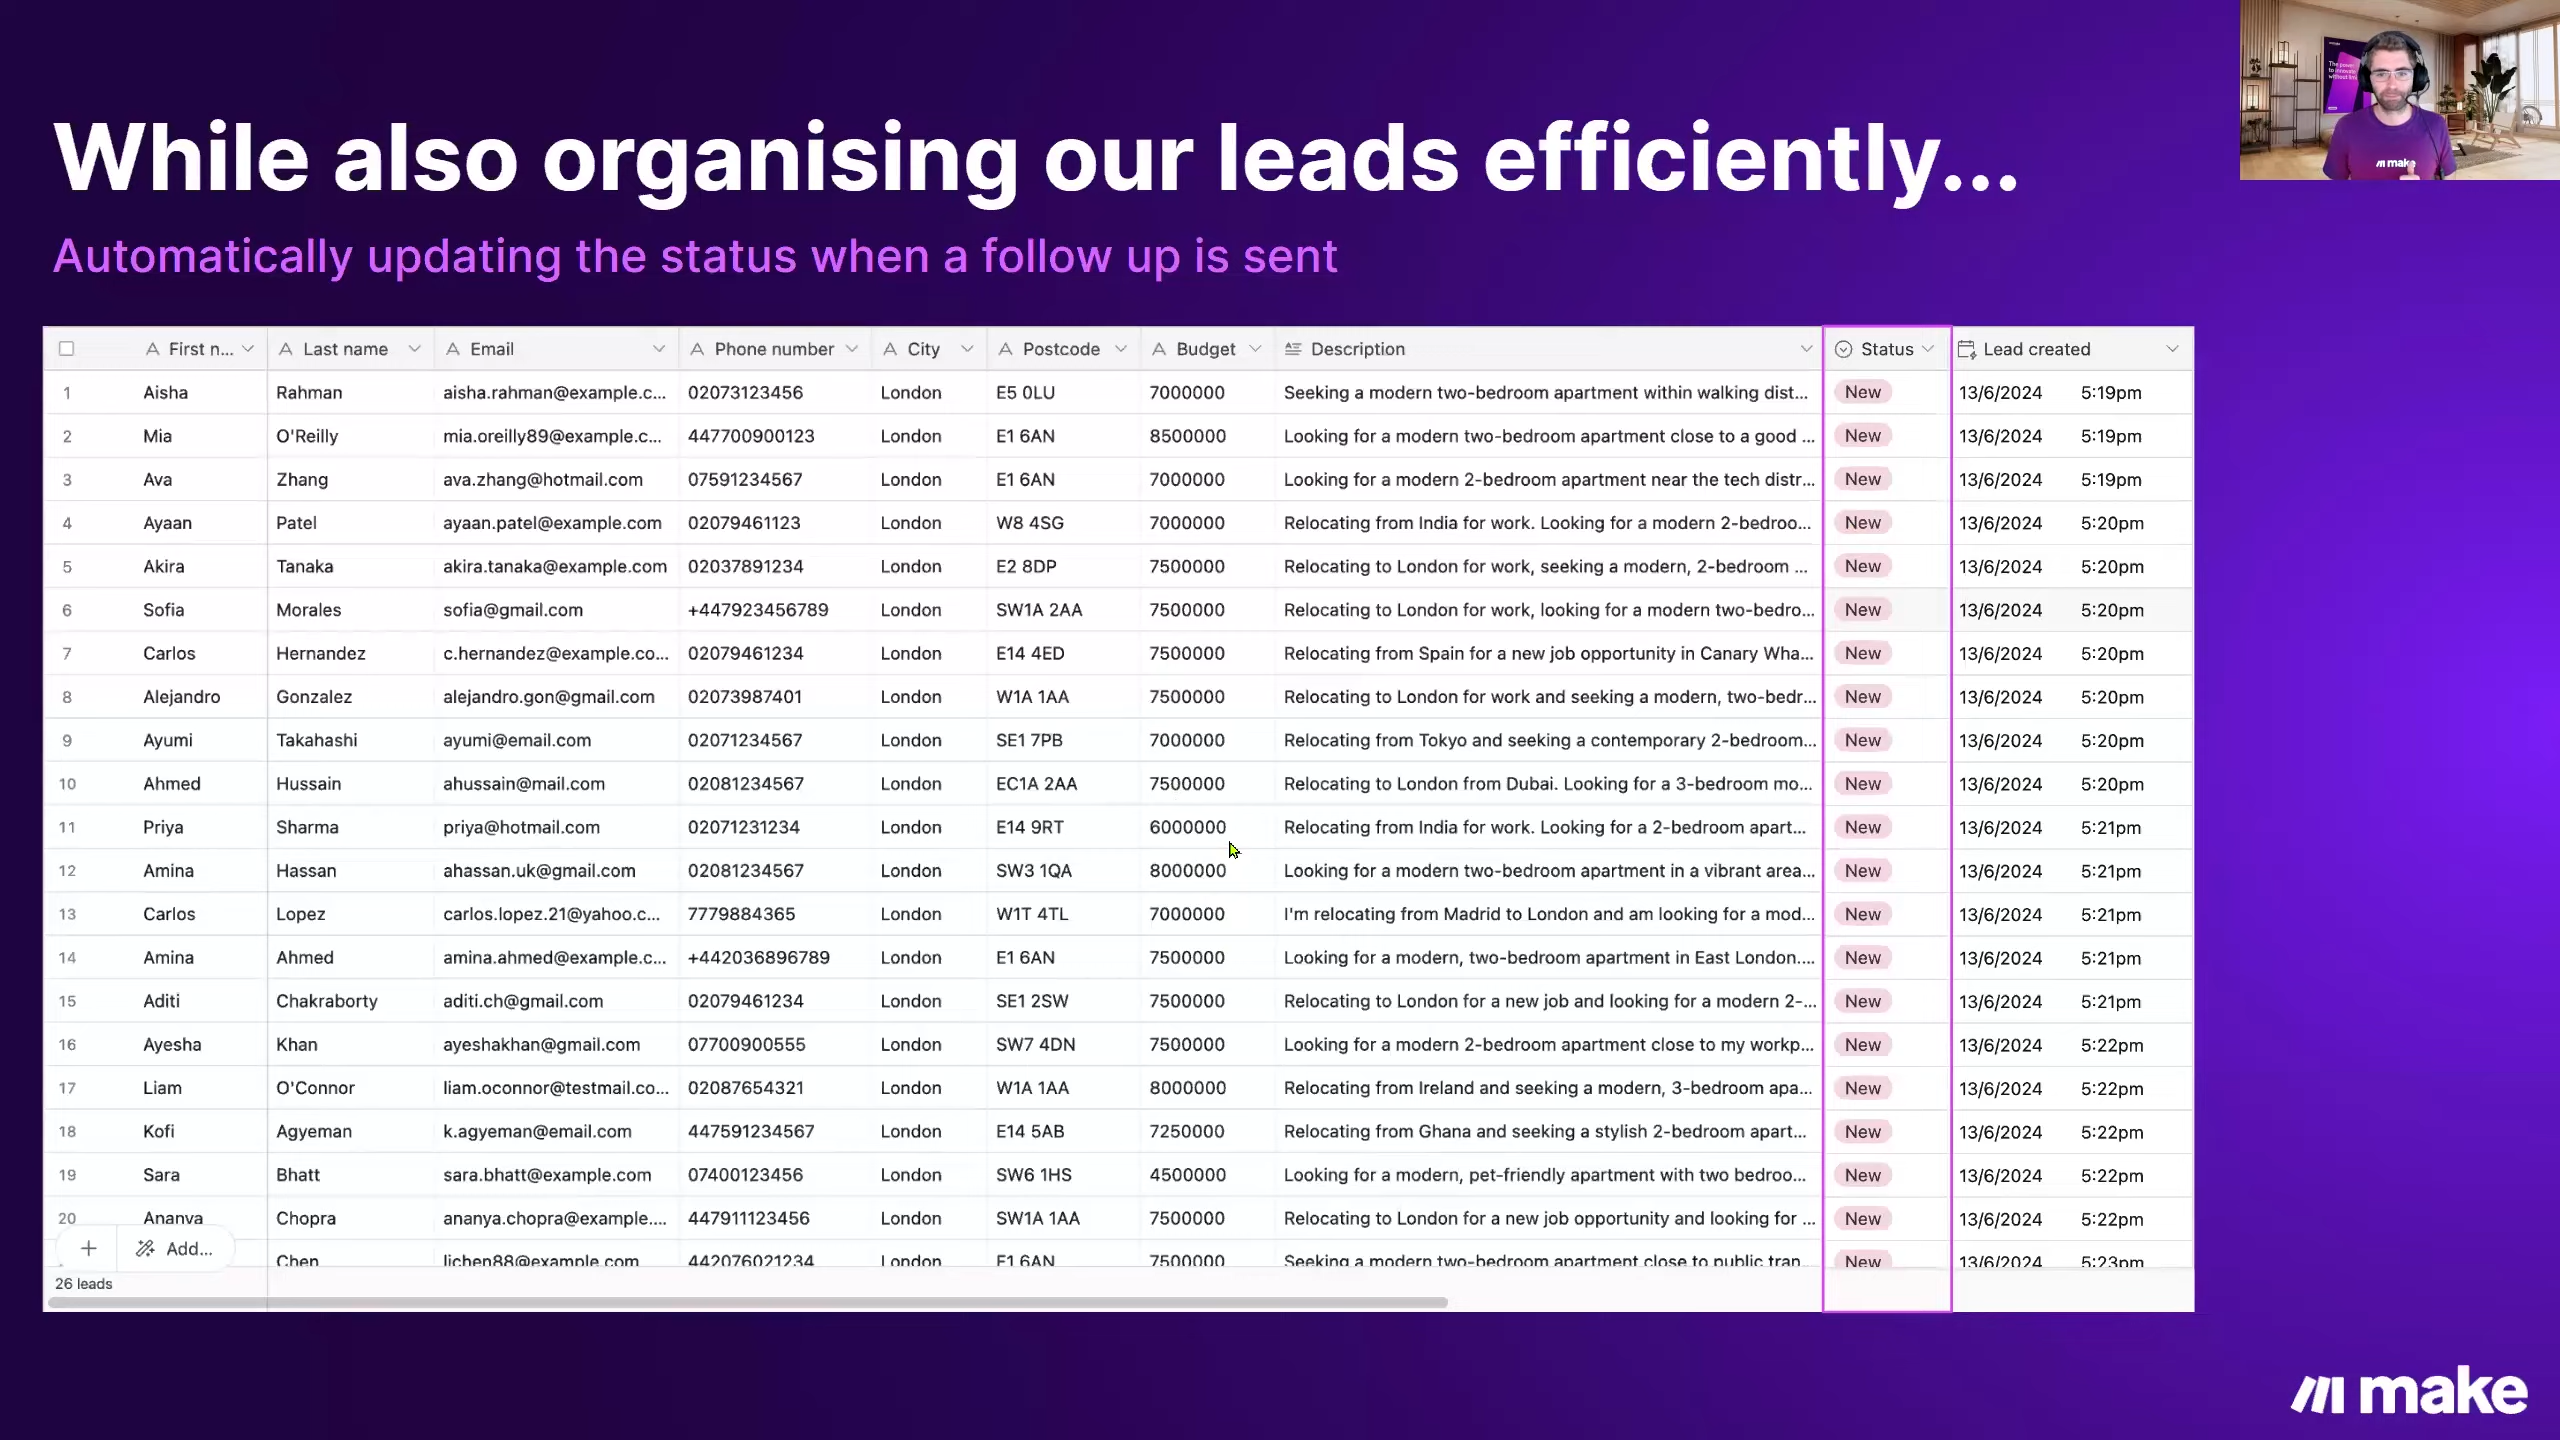 While also organising our leads efficiently...
Automatically updating the status when a follow up is sent
First n... Last name Email Phone number City Postcode Budget Description Status Lead created
1 Aisha Rahman aisha.rahman@example.c... 02073123456 London E5 0LU 7000000 Seeking a modern two-bedroom apartment within walking dist... New 13/6/2024 5:19pm
2 Mia O'Reilly mia.oreilly89@example.c... 447700900123 London E1 6AN 8500000 Looking for a modern two-bedroom apartment close to a good ... New 13/6/2024 5:19pm
3 Ava Zhang ava.zhang@hotmail.com 07591234567 London E1 6AN 7000000 Looking for a modern 2-bedroom apartment near the tech distr... New 13/6/2024 5:19pm
4 Ayaan Patel ayaan.patel@example.com 02079461123 London W8 4SG 7000000 Relocating from India for work. Looking for a modern 2-bedroo... New 13/6/2024 5:20pm
5 Akira Tanaka akira.tanaka@example.com 02037891234 London E2 8DP 7500000 Relocating to London for work, seeking a modern, 2-bedroom ... New 13/6/2024 5:20pm
6 Sofia Morales sofia@gmail.com +447923456789 London SW1A 2AA 7500000 Relocating to London for work, looking for a modern two-bedro... New 13/6/2024 5:20pm
7 Carlos Hernandez c.hernandez@example.co... 02079461234 London E14 4ED 7500000 Relocating from Spain for a new job opportunity in Canary Wha... New 13/6/2024 5:20pm
8 Alejandro Gonzalez alejandro.gon@gmail.com 02073987401 London W1A 1AA 7500000 Relocating to London for work and seeking a modern, two-bedr... New 13/6/2024 5:20pm
9 Ayumi Takahashi ayumi@email.com 02071234567 London SE1 7PB 7000000 Relocating from Tokyo and seeking a contemporary 2-bedroom... New 13/6/2024 5:20pm
10 Ahmed Hussain ahussain@mail.com 02081234567 London EC1A 2AA 7500000 Relocating to London from Dubai. Looking for a 3-bedroom mo... New 13/6/2024 5:20pm
11 Priya Sharma priya@hotmail.com 02071231234 London E14 9RT 6000000 Relocating from India for work. Looking for a 2-bedroom apart... New 13/6/2024 5:21pm
12 Amina Hassan ahassan.uk@gmail.com 02081234567 London SW3 1QA 8000000 Looking for a modern two-bedroom apartment in a vibrant area... New 13/6/2024 5:21pm
13 Carlos Lopez carlos.lopez.21@yahoo.c... 7779884365 London W1T 4TL 7000000 I'm relocating from Madrid to London and am looking for a mod... New 13/6/2024 5:21pm
14 Amina Ahmed amina.ahmed@example.c... +442036896789 London E1 6AN 7500000 Looking for a modern, two-bedroom apartment in East London.... New 13/6/2024 5:21pm
15 Aditi Chakraborty aditi.ch@gmail.com 02079461234 London SE1 2SW 7500000 Relocating to London for a new job and looking for a modern 2-... New 13/6/2024 5:21pm
16 Ayesha Khan ayeshakhan@gmail.com 07700900555 London SW7 4DN 7500000 Looking for a modern 2-bedroom apartment close to my workp... New 13/6/2024 5:22pm
17 Liam O'Connor liam.oconnor@testmail.co... 02087654321 London W1A 1AA 8000000 Relocating from Ireland and seeking a modern, 3-bedroom apa... New 13/6/2024 5:22pm
18 Kofi Agyeman k.agyeman@email.com 447591234567 London E14 5AB 7250000 Relocating from Ghana and seeking a stylish 2-bedroom apart... New 13/6/2024 5:22pm
19 Sara Bhatt sara.bhatt@example.com 07400123456 London SW6 1HS 4500000 Looking for a modern, pet-friendly apartment with two bedroo... New 13/6/2024 5:22pm
20 Ananya Chopra ananya.chopra@example.... 447911123456 London SW1A 1AA 7500000 Relocating to London for a new job opportunity and looking for ... New 13/6/2024 5:22pm
Chen lichen88@example.com 442076021234 London E1 6AN 7500000 Seeking a modern two-bedroom apartment close to public tran... New 13/6/2024 5:23pm
Add...
26 leads
make
make